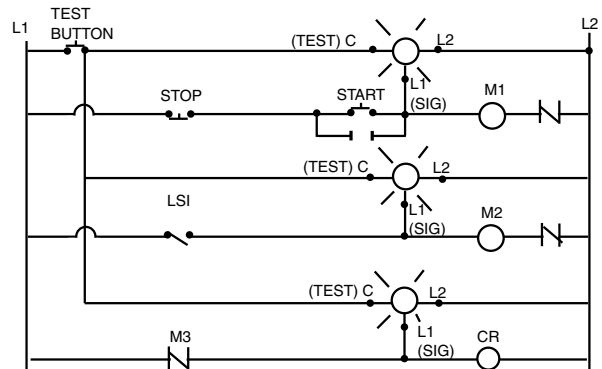 TEST
BUTTON
L1
L2
(TEST) C
L2
L1
(SIG)
STOP
START
M1
(TEST) C
L2
LSI
L1
(SIG)
M2
(TEST) C
L2
M3
L1
(SIG)
CR